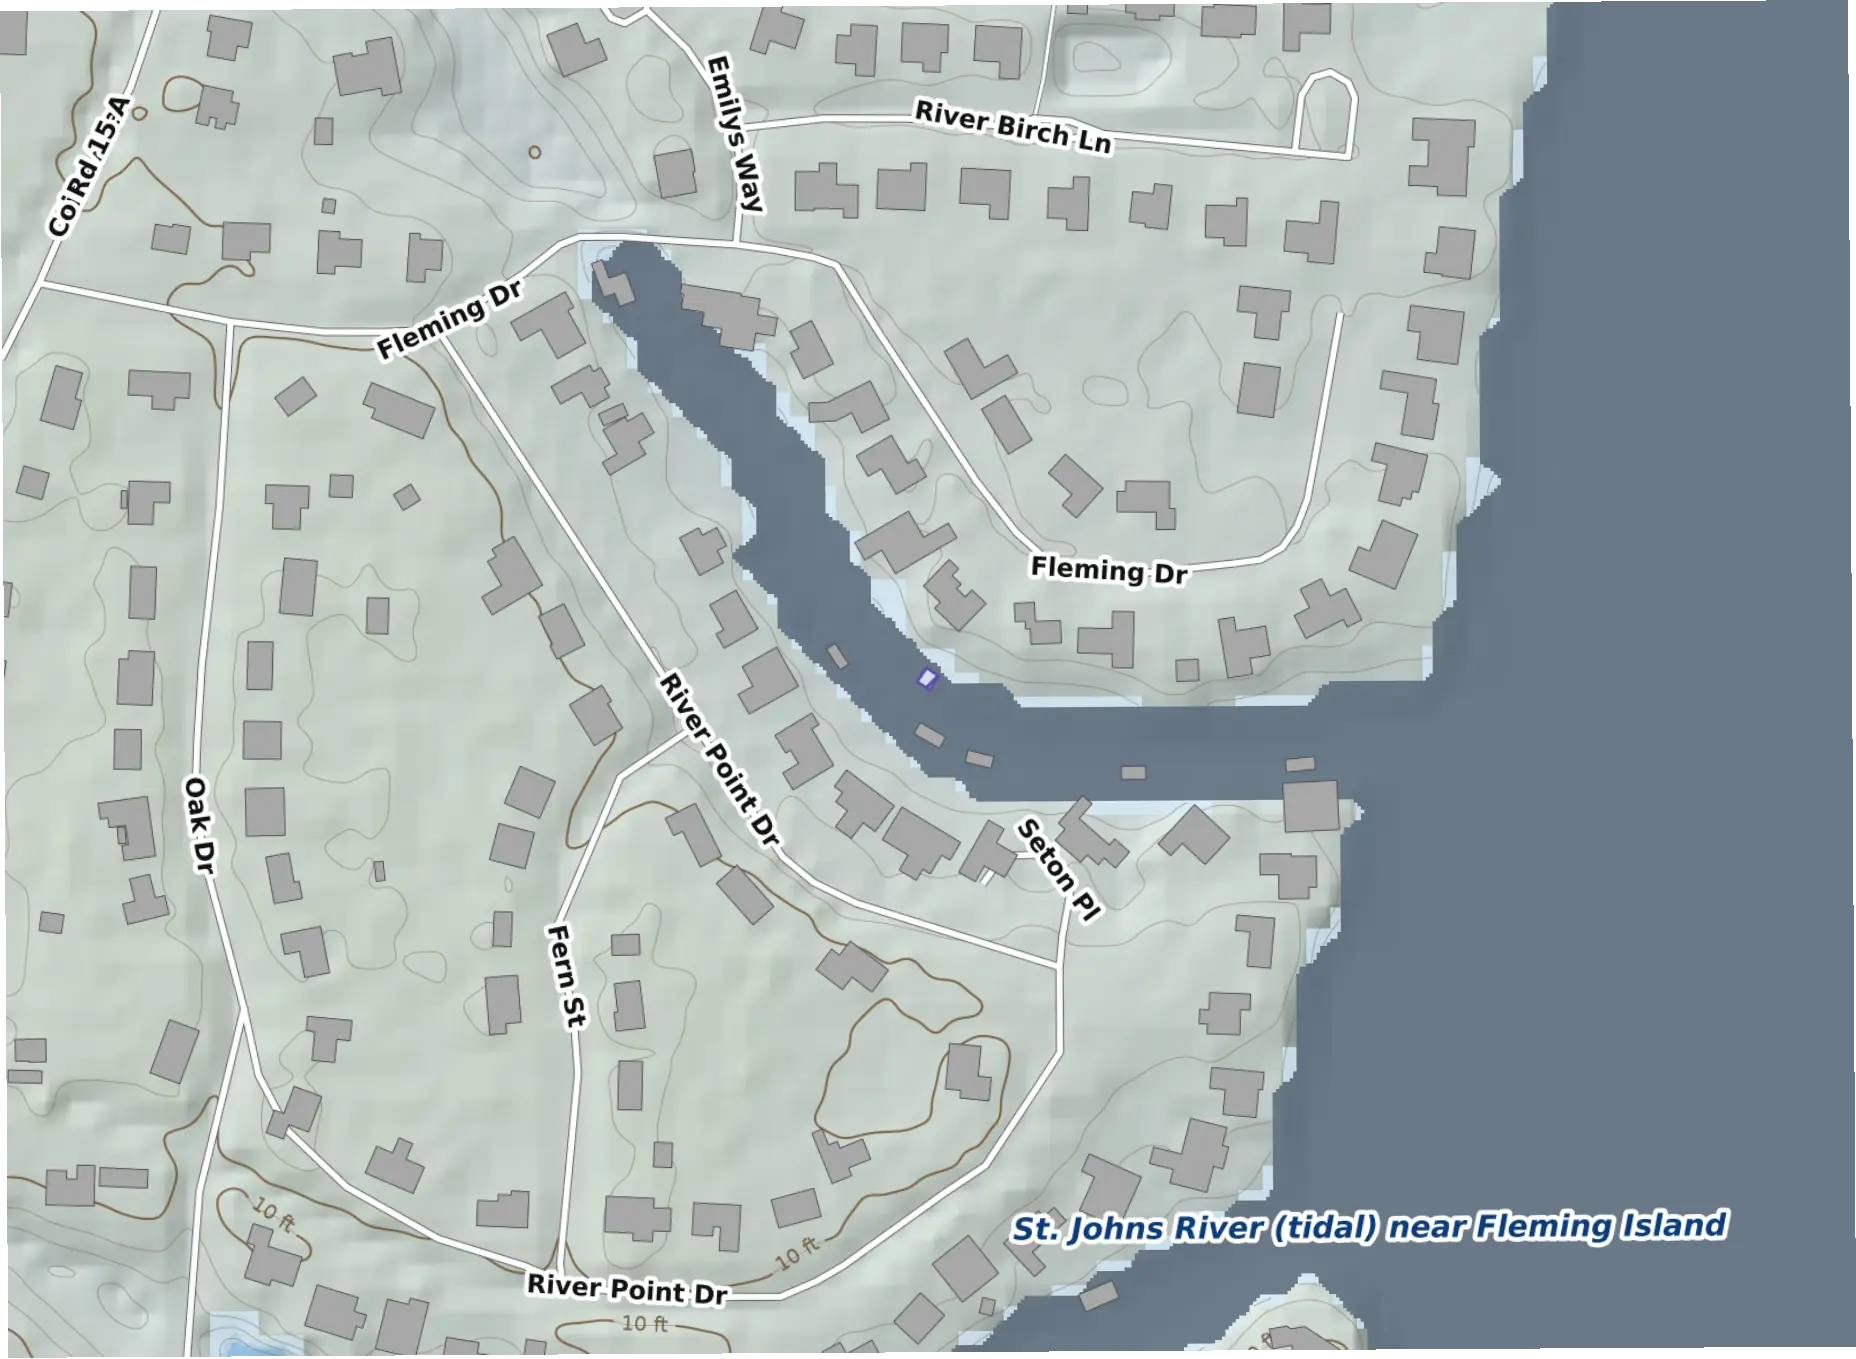 Emilys Way
River Birch Ln
Co Rd 15A
Fleming Dr
Fleming Dr
River Point Dr
Oak Dr
Seton Pl
Fern St
10 ft
St. Johns River (tidal) near Fleming Island
10 ft
River Point Dr
10 ft